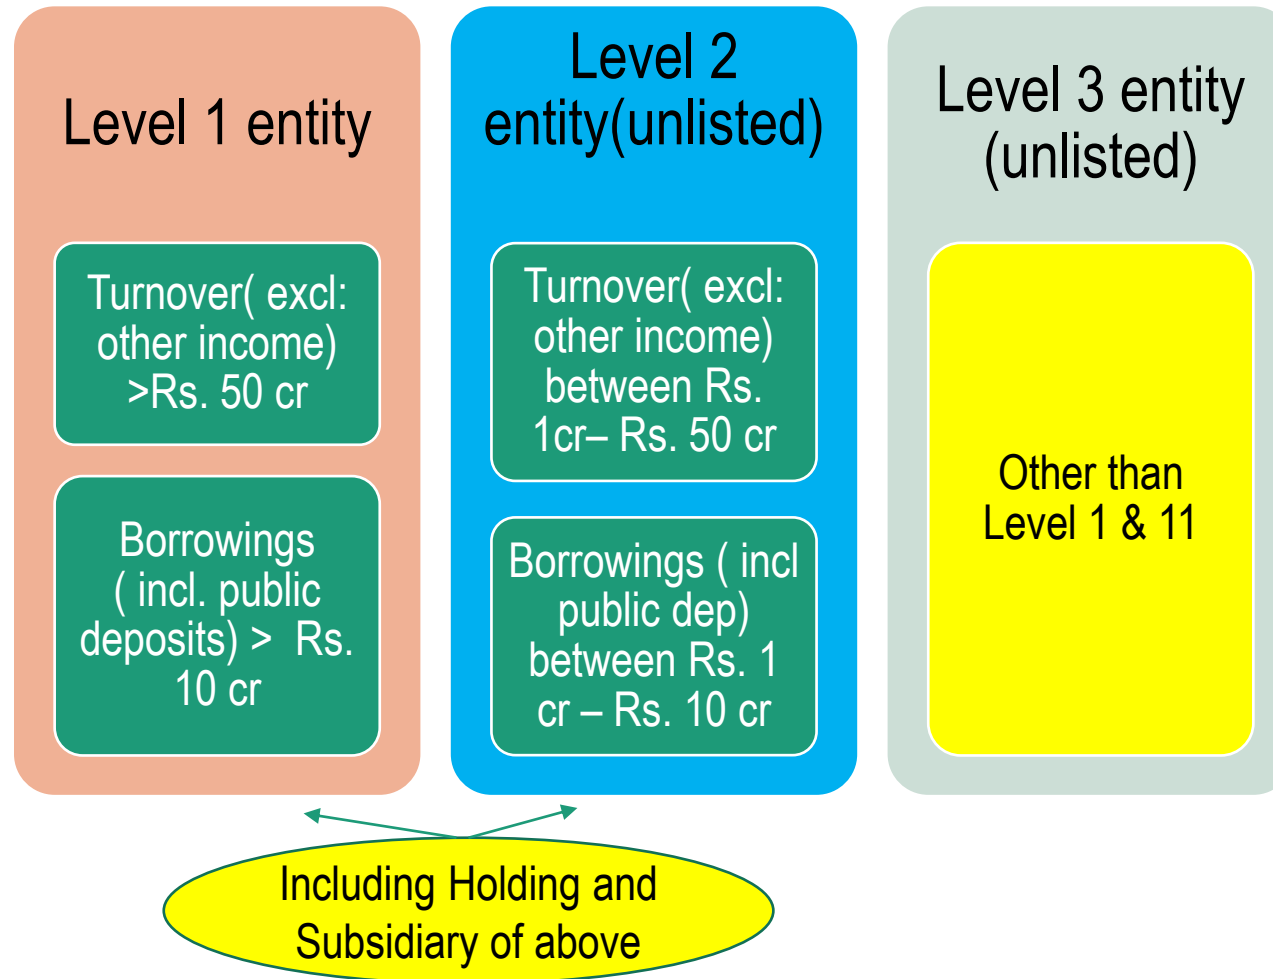 Level 1 entity
Turnover( excl:
other income)
>Rs. 50 cr
Borrowings
( incl. public
deposits) > Rs.
10 cr
Level 2
entity(unlisted)
Turnover( excl:
other income)
between Rs.
1cr– Rs. 50 cr
Borrowings ( incl
public dep)
between Rs. 1
cr – Rs. 10 cr
Level 3 entity
(unlisted)
Other than
Level 1 & 11
Including Holding and
Subsidiary of above